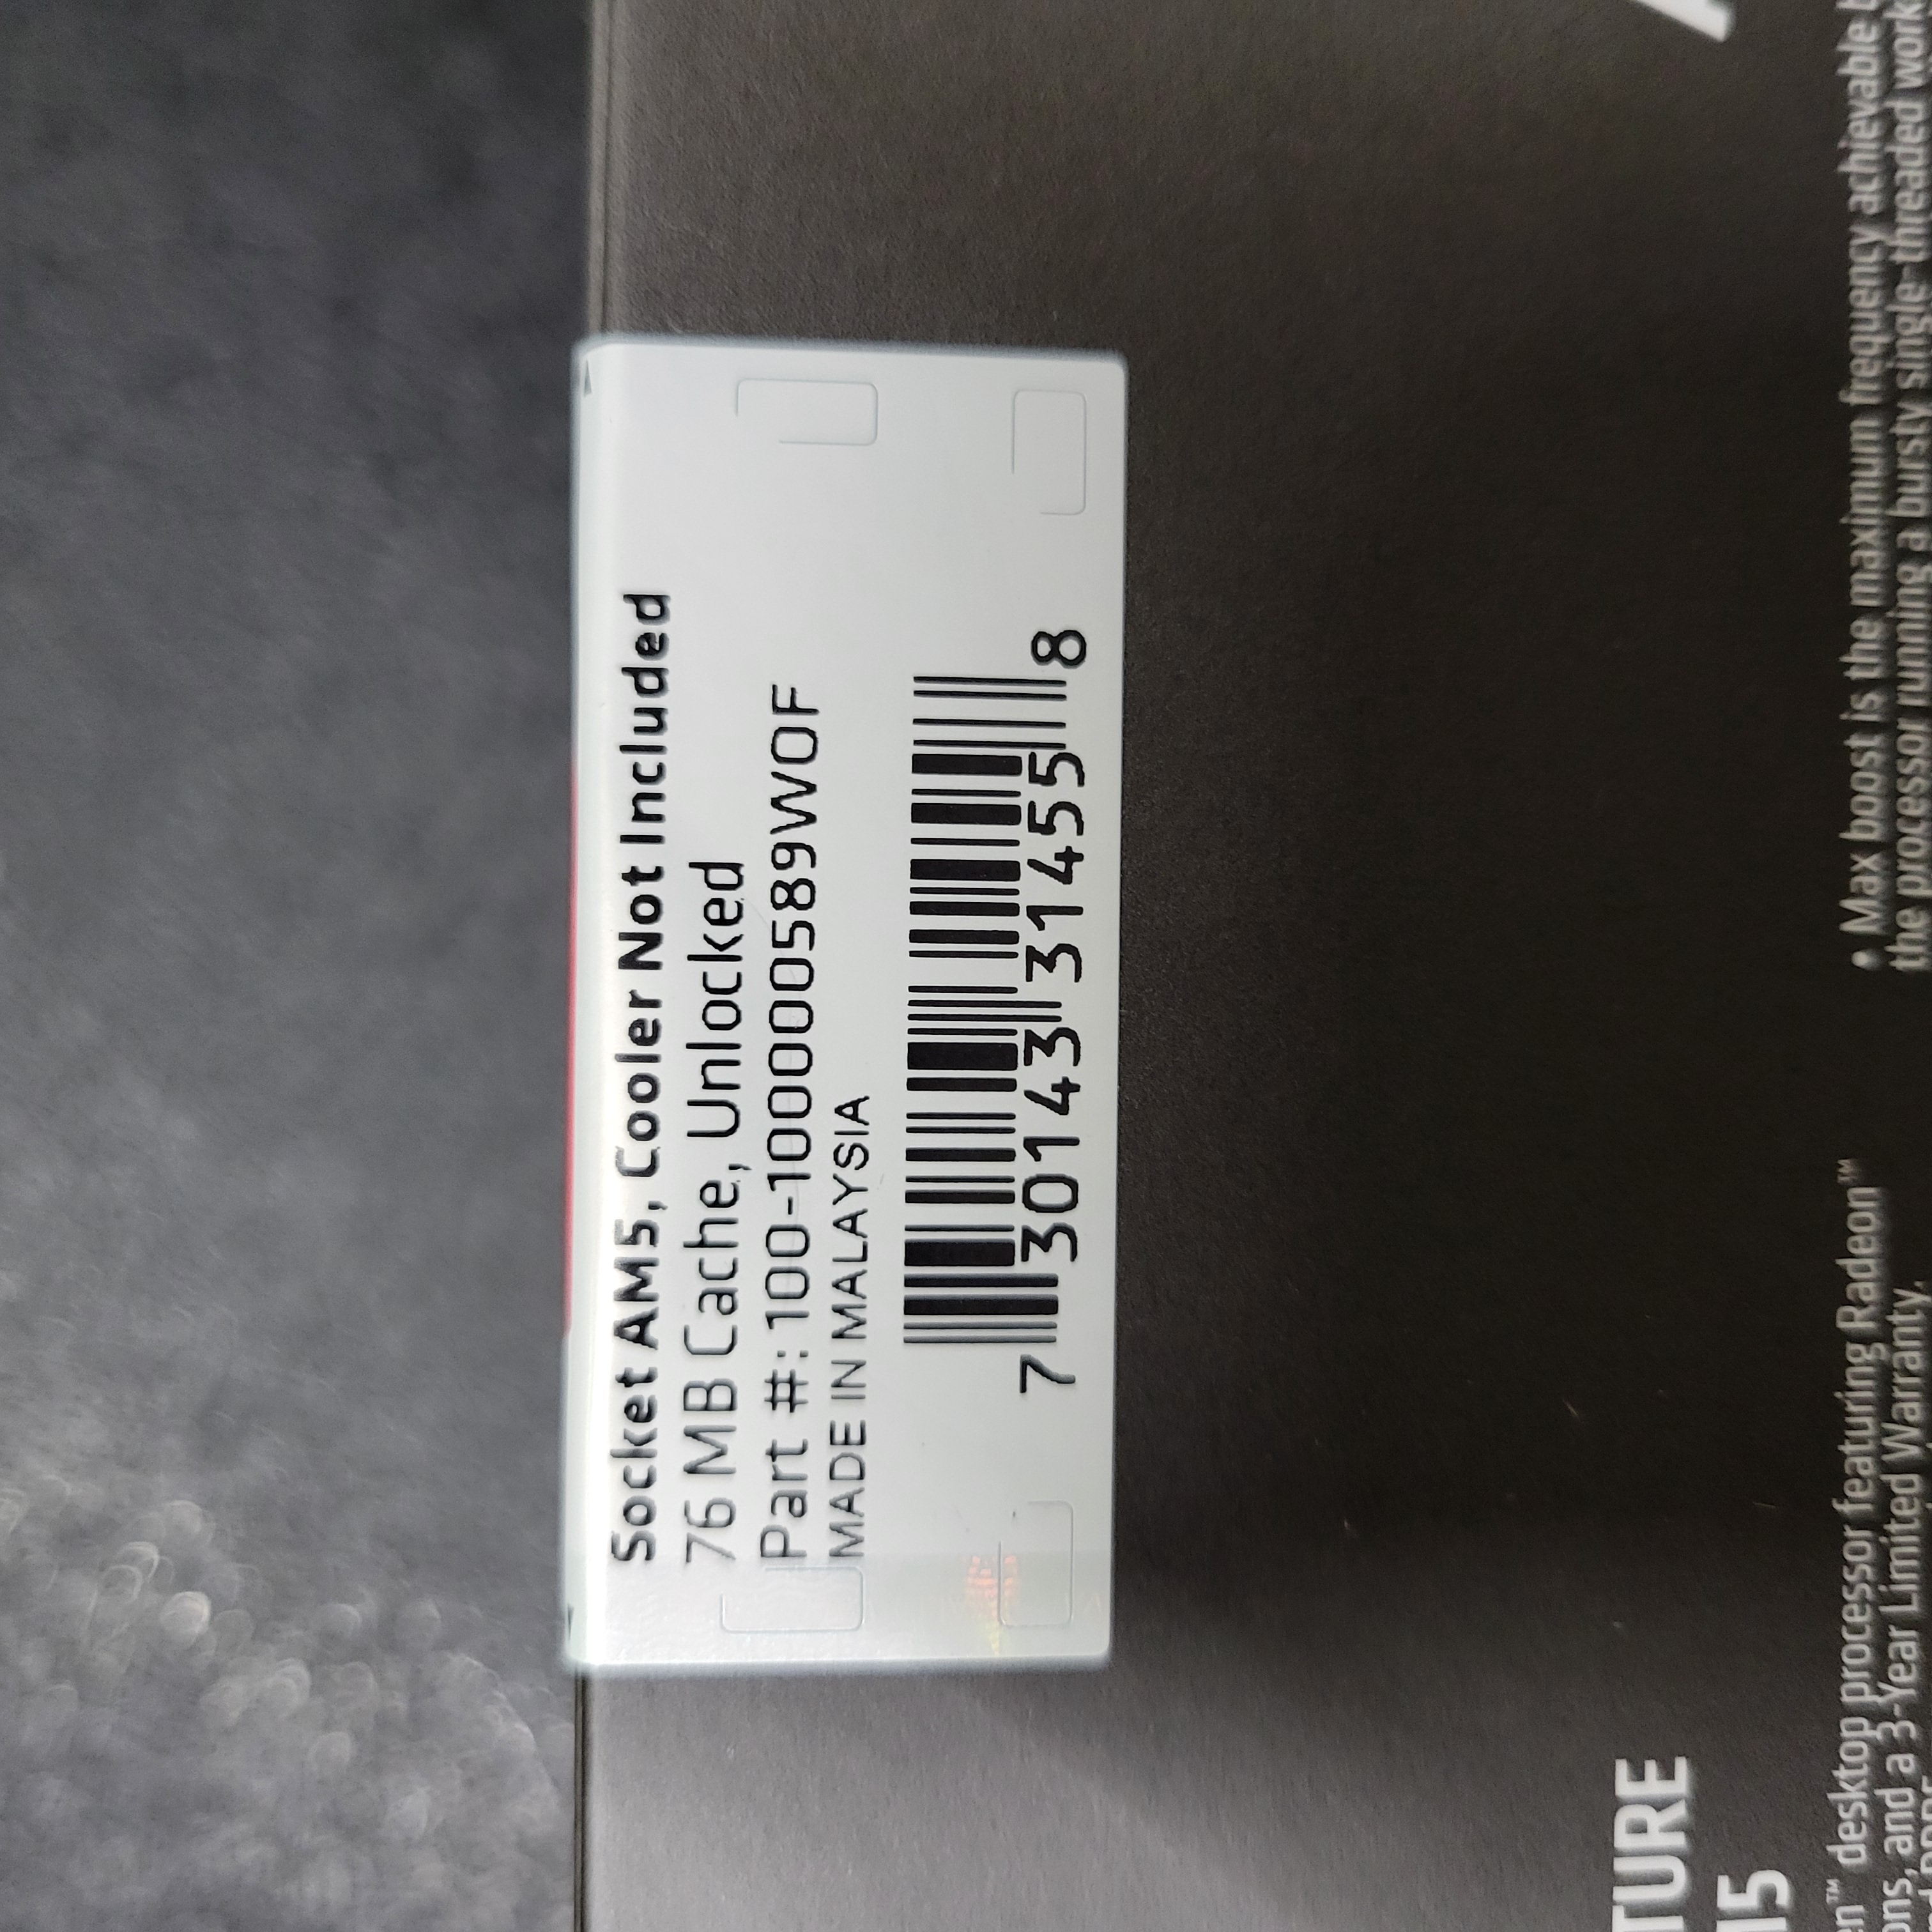 Socket AM5, Cooler Not Included
76 MB Cache, Unlocked
Part #: 100-100000589WOF
MADE IN MALAYSIA
7 30143 31455 8
• Max boost is the maximum frequency achievable
the processor running a bursty single-threaded
desktop processor featuring Radeon™
and a 3-Year Limited Warranty.